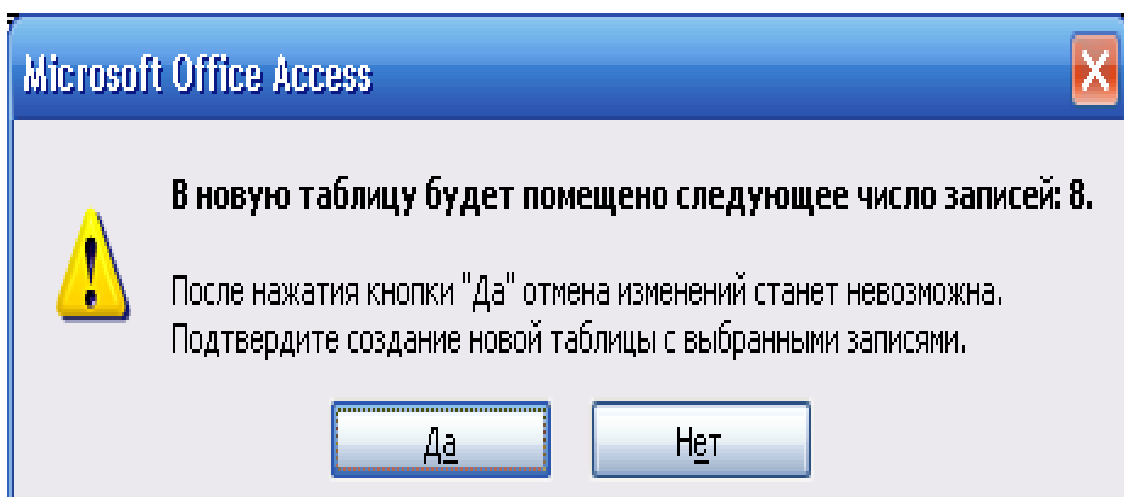 Microsoft Office Access
В новую таблицу будет помещено следующее число записей: 8.
После нажатия кнопки "Да" отмена изменений станет невозможна.
Подтвердите создание новой таблицы с выбранными записями.
Да
Нет